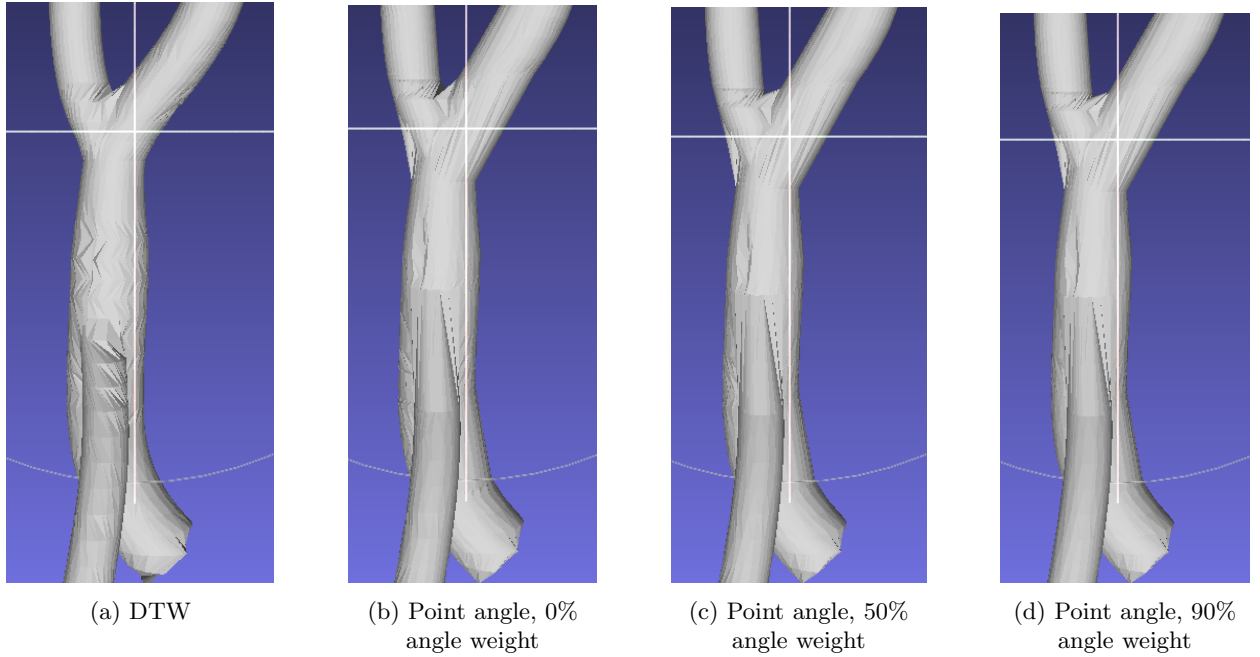 (a) DTW
(b) Point angle, 0%
angle weight
(c) Point angle, 50%
angle weight
(d) Point angle, 90%
angle weight